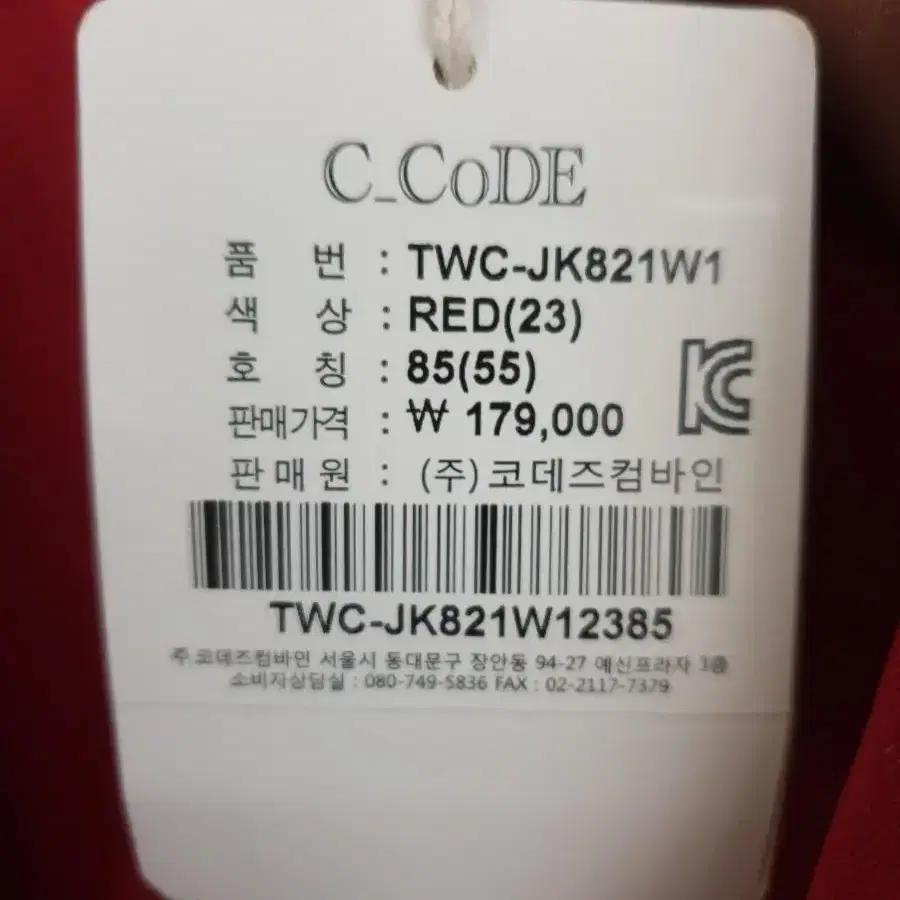 C_CoDE
품 번 : TWC-JK821W1
색 상 : RED(23)
호 칭 : 85(55)
판매가격 : ₩ 179,000
판 매 원 : (주)코데즈컴바인
TWC-JK821W12385
주.코데즈컴바인 서울시 동대문구 장안동 94-27 예신프라자 3층
소비자상담실 : 080-749-5836 FAX : 02-2117-7379